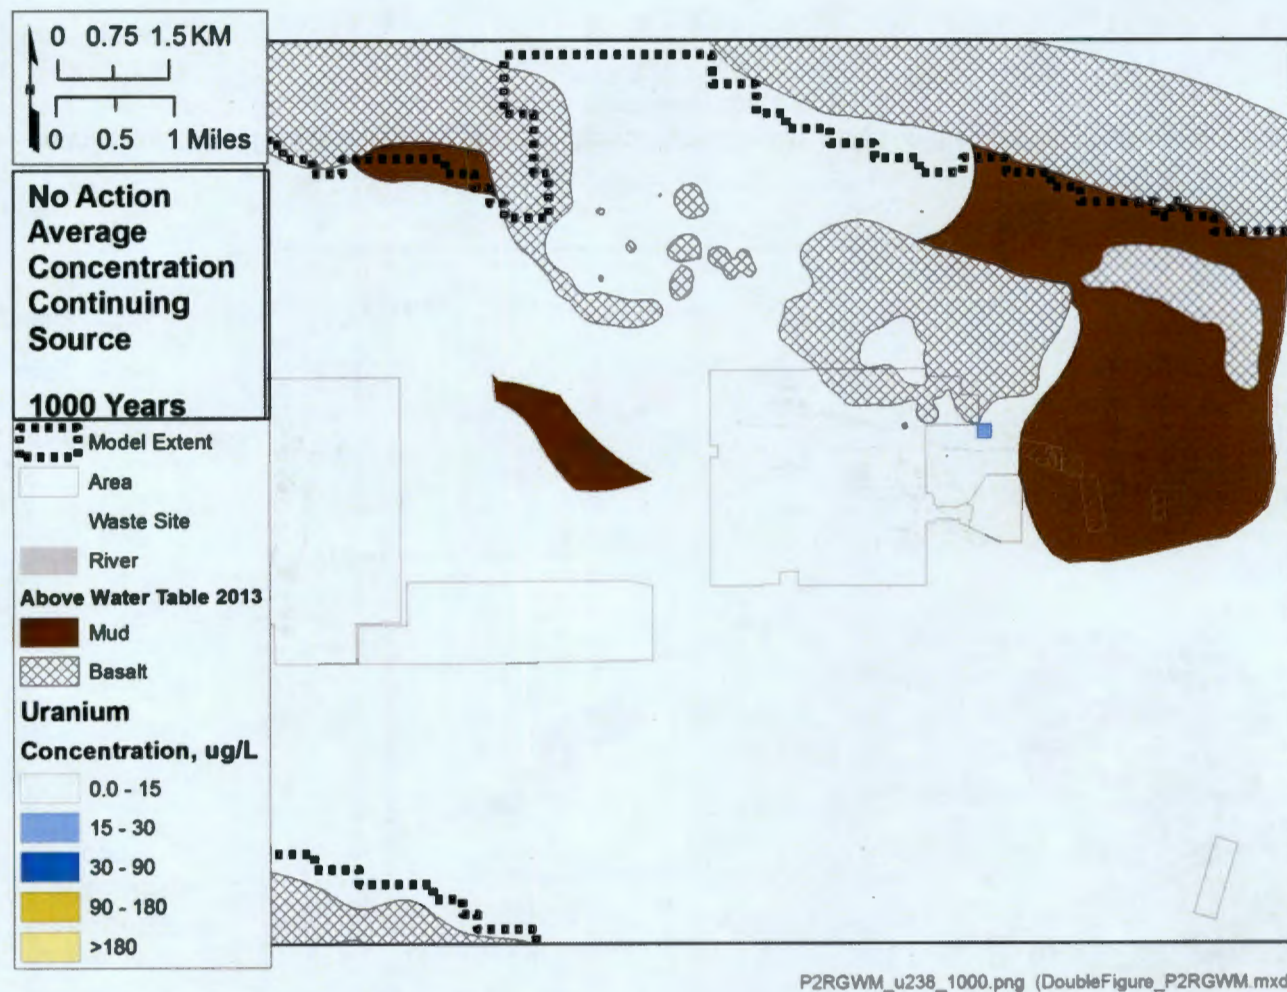 0 0.75 1.5 KM
0 0.5 1 Miles
No Action
Average
Concentration
Continuing
Source
1000 Years
Model Extent
Area
Waste Site
River
Above Water Table 2013
Mud
Basalt
Uranium
Concentration, ug/L
0.0 - 15
15 - 30
30 - 90
90 - 180
>180
P2RGWM_u238_1000.png (DoubleFigure_P2RGWM.mxd